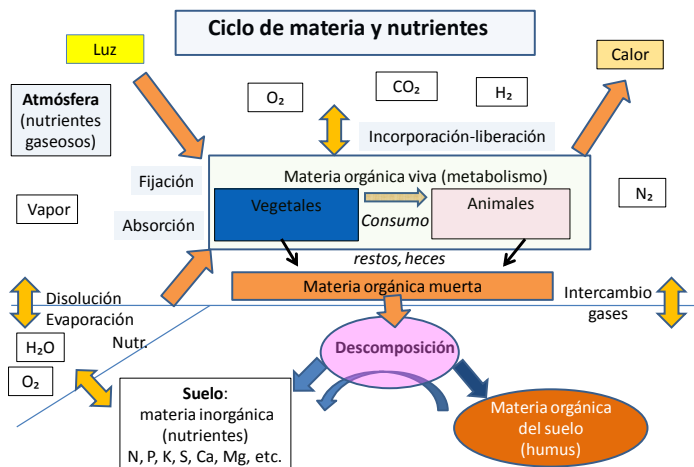 Ciclo de materia y nutrientes
Luz
Calor
Atmósfera
(nutrientes
gaseosos)
O₂
CO₂
H₂
Incorporación-liberación
Fijación
Materia orgánica viva (metabolismo)
Vegetales
Consumo
Animales
N₂
Vapor
Absorción
restos, heces
Materia orgánica muerta
Disolución
Evaporación
Intercambio
gases
H₂O
Nutr.
O₂
Descomposición
Suelo:
materia inorgánica
(nutrientes)
N, P, K, S, Ca, Mg, etc.
Materia orgánica
del suelo
(humus)